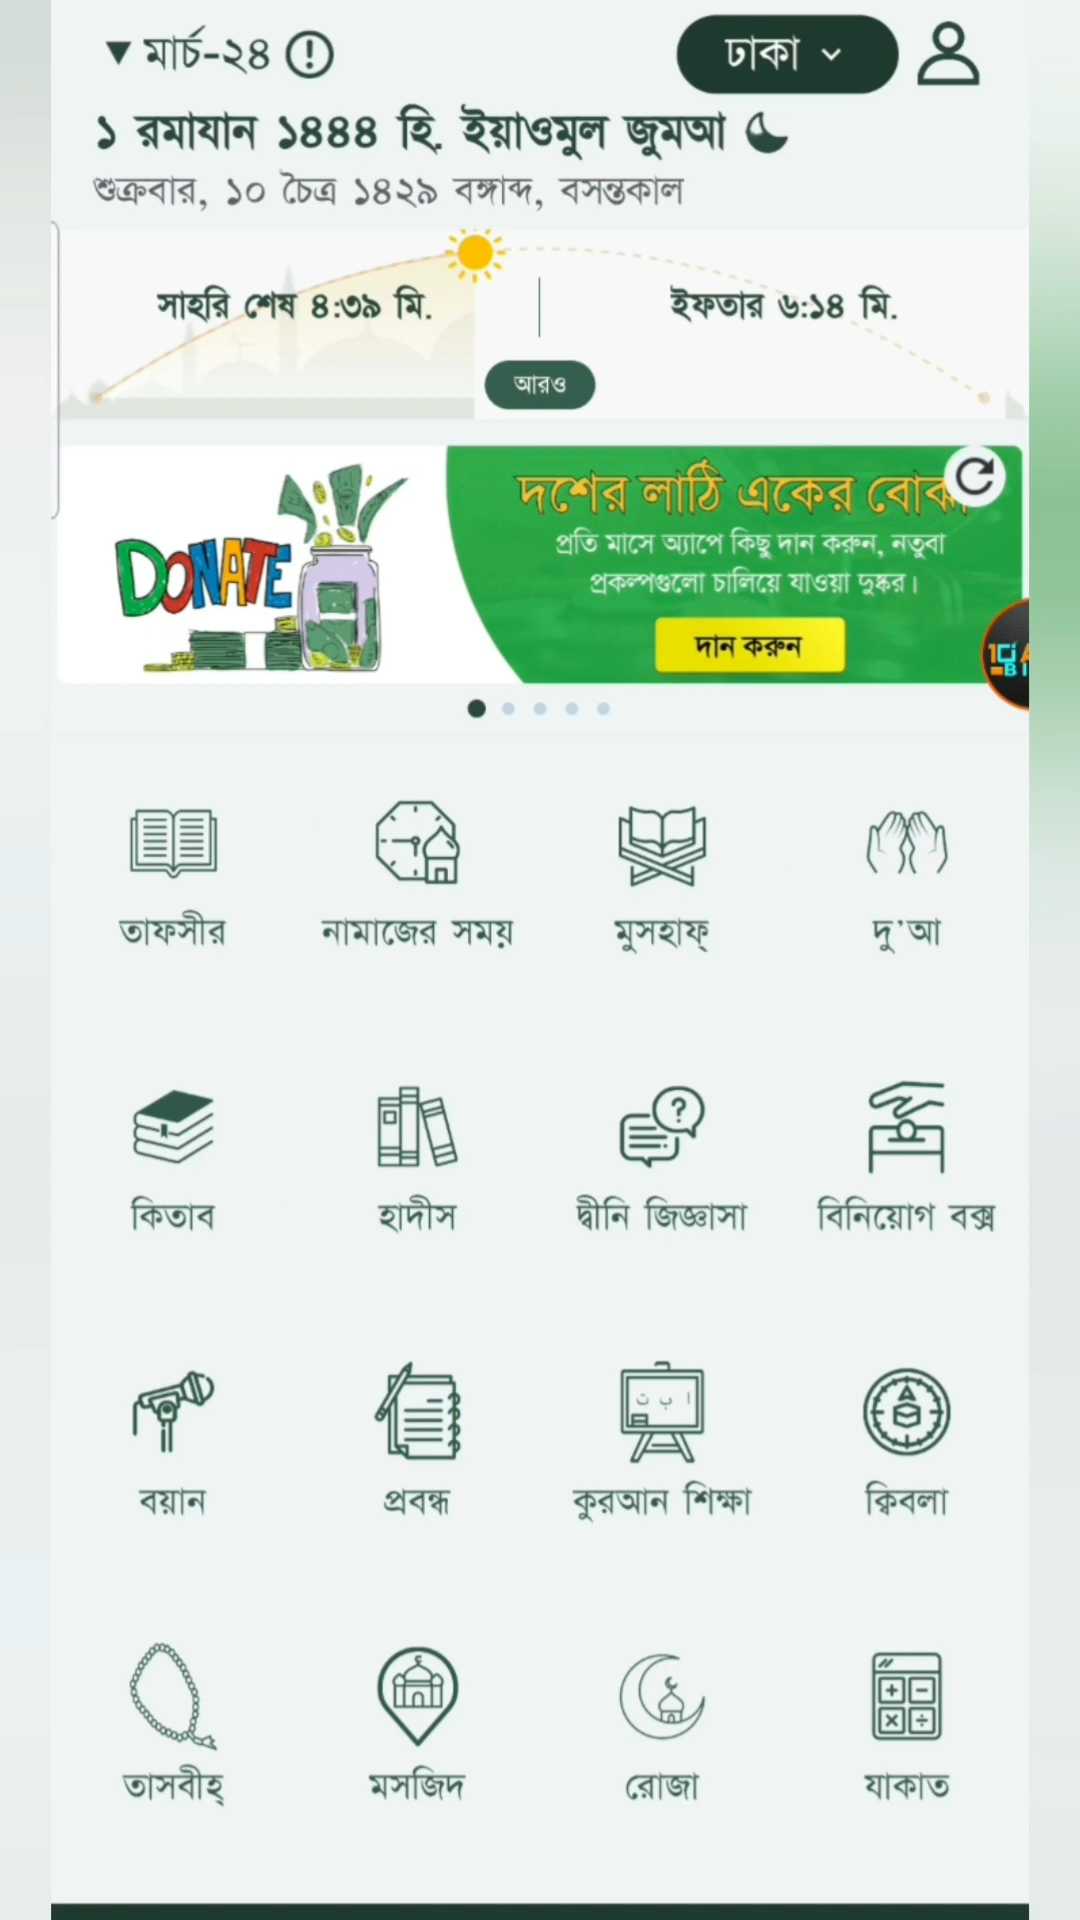 ▼ মার্চ-২৪
ঢাকা
১ রমাযান ১৪৪৪ হি. ইয়াওমুল জুমআ
শুক্রবার, ১০ চৈত্র ১৪২৯ বঙ্গাব্দ, বসন্তকাল
সাহরি শেষ ৪:৩৯ মি.
ইফতার ৬:১৪ মি.
আরও
DONATE
দশের লাঠি একের বোঝা
প্রতি মাসে অ্যাপে কিছু দান করুন, নতুবা
প্রকল্পগুলো চালিয়ে যাওয়া দুষ্কর।
দান করুন
তাফসীর
নামাজের সময়
মুসহাফ্
দু'আ
কিতাব
হাদীস
দ্বীনি জিজ্ঞাসা
বিনিয়োগ বক্স
বয়ান
প্রবন্ধ
ا ب ت
কুরআন শিক্ষা
ক্বিবলা
তাসবীহ্
মসজিদ
রোজা
যাকাত